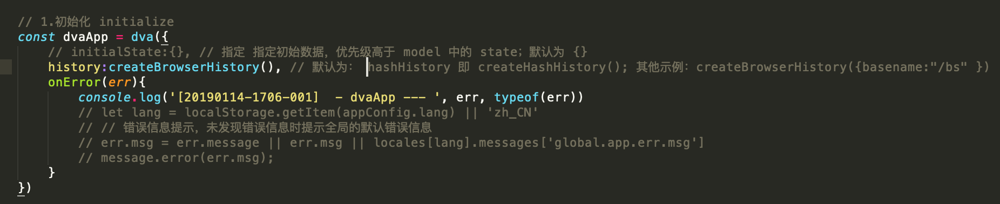 // 1.初始化 initialize
const dvaApp = dva({
// initialState:{}, // 指定 指定初始数据，优先级高于 model 中的 state；默认为 {}
history:createBrowserHistory(), // 默认为： hashHistory 即 createHashHistory(); 其他示例：createBrowserHistory({basename:"/bs" })
onError(err){
console.log('[20190114-1706-001]  - dvaApp --- ', err, typeof(err))
// let lang = localStorage.getItem(appConfig.lang) || 'zh_CN'
// // 错误信息提示，未发现错误信息时提示全局的默认错误信息
// err.msg = err.message || err.msg || locales[lang].messages['global.app.err.msg']
// message.error(err.msg);
}
})